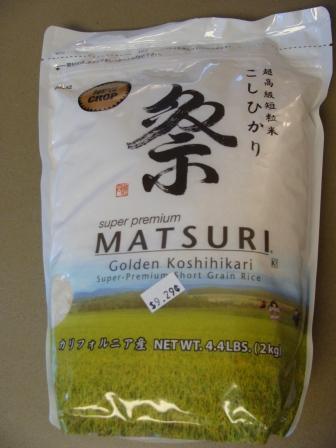 NEW
CROP
超高級短粒米
こしひかり
祭
super premium
MATSURI
Golden Koshihikari
Super-Premium Short Grain Rice
$9.29¢
カリフォルニア産 NET WT. 4.4LBS. (2kg)